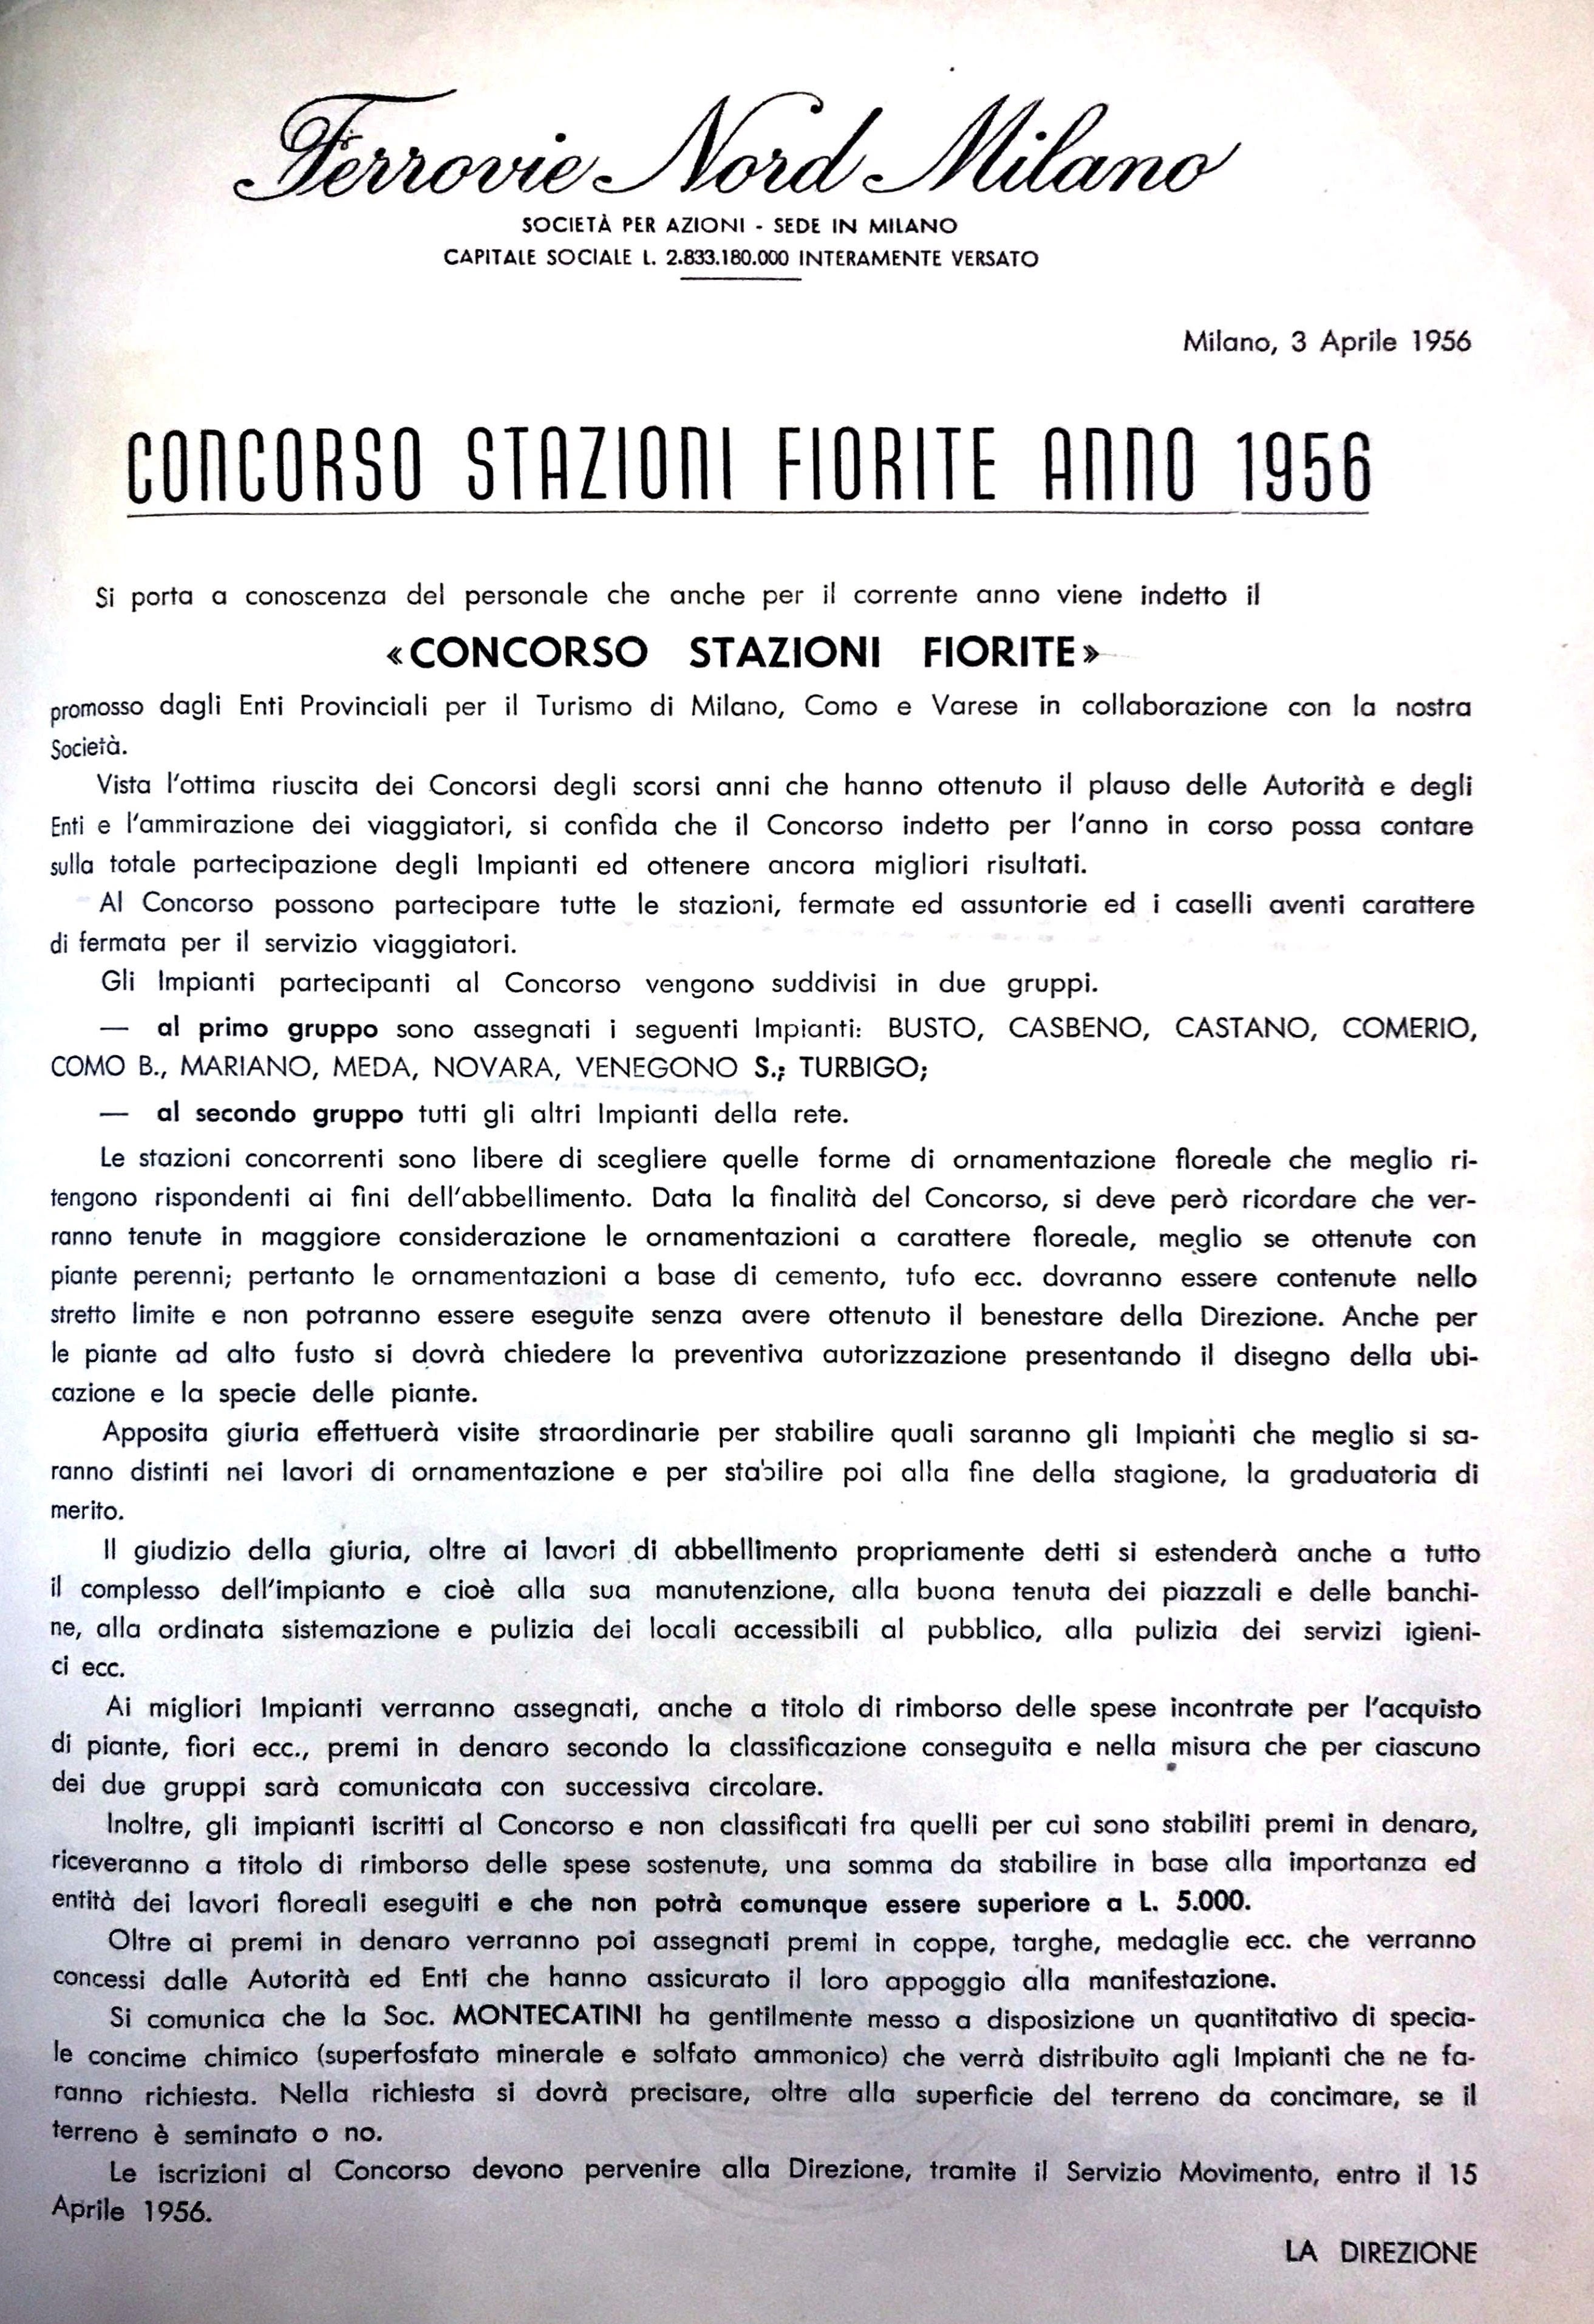 Ferrovie Nord Milano
SOCIETÀ PER AZIONI - SEDE IN MILANO
CAPITALE SOCIALE L. 2.833.180.000 INTERAMENTE VERSATO
Milano, 3 Aprile 1956
CONCORSO STAZIONI FIORITE ANNO 1956
Si porta a conoscenza del personale che anche per il corrente anno viene indetto il
«CONCORSO STAZIONI FIORITE»
promosso dagli Enti Provinciali per il Turismo di Milano, Como e Varese in collaborazione con la nostra
Società.
Vista l'ottima riuscita dei Concorsi degli scorsi anni che hanno ottenuto il plauso delle Autorità e degli
Enti e l'ammirazione dei viaggiatori, si confida che il Concorso indetto per l'anno in corso possa contare
sulla totale partecipazione degli Impianti ed ottenere ancora migliori risultati.
Al Concorso possono partecipare tutte le stazioni, fermate ed assuntorie ed i caselli aventi carattere
di fermata per il servizio viaggiatori.
Gli Impianti partecipanti al Concorso vengono suddivisi in due gruppi.
— al primo gruppo sono assegnati i seguenti Impianti: BUSTO, CASBENO, CASTANO, COMERIO,
COMO B., MARIANO, MEDA, NOVARA, VENEGONO S.; TURBIGO;
— al secondo gruppo tutti gli altri Impianti della rete.
Le stazioni concorrenti sono libere di scegliere quelle forme di ornamentazione floreale che meglio ri-
tengono rispondenti ai fini dell'abbellimento. Data la finalità del Concorso, si deve però ricordare che ver-
ranno tenute in maggiore considerazione le ornamentazioni a carattere floreale, meglio se ottenute con
piante perenni; pertanto le ornamentazioni a base di cemento, tufo ecc. dovranno essere contenute nello
stretto limite e non potranno essere eseguite senza avere ottenuto il benestare della Direzione. Anche per
le piante ad alto fusto si dovrà chiedere la preventiva autorizzazione presentando il disegno della ubi-
cazione e la specie delle piante.
Apposita giuria effettuerà visite straordinarie per stabilire quali saranno gli Impianti che meglio si sa-
ranno distinti nei lavori di ornamentazione e per stabilire poi alla fine della stagione, la graduatoria di
merito.
Il giudizio della giuria, oltre ai lavori di abbellimento propriamente detti si estenderà anche a tutto
il complesso dell'impianto e cioè alla sua manutenzione, alla buona tenuta dei piazzali e delle banchi-
ne, alla ordinata sistemazione e pulizia dei locali accessibili al pubblico, alla pulizia dei servizi igieni-
ci ecc.
Ai migliori Impianti verranno assegnati, anche a titolo di rimborso delle spese incontrate per l'acquisto
di piante, fiori ecc., premi in denaro secondo la classificazione conseguita e nella misura che per ciascuno
dei due gruppi sarà comunicata con successiva circolare.
Inoltre, gli impianti iscritti al Concorso e non classificati fra quelli per cui sono stabiliti premi in denaro,
riceveranno a titolo di rimborso delle spese sostenute, una somma da stabilire in base alla importanza ed
entità dei lavori floreali eseguiti e che non potrà comunque essere superiore a L. 5.000.
Oltre ai premi in denaro verranno poi assegnati premi in coppe, targhe, medaglie ecc. che verranno
concessi dalle Autorità ed Enti che hanno assicurato il loro appoggio alla manifestazione.
Si comunica che la Soc. MONTECATINI ha gentilmente messo a disposizione un quantitativo di specia-
le concime chimico (superfosfato minerale e solfato ammonico) che verrà distribuito agli Impianti che ne fa-
ranno richiesta. Nella richiesta si dovrà precisare, oltre alla superficie del terreno da concimare, se il
terreno è seminato o no.
Le iscrizioni al Concorso devono pervenire alla Direzione, tramite il Servizio Movimento, entro il 15
Aprile 1956.
LA DIREZIONE